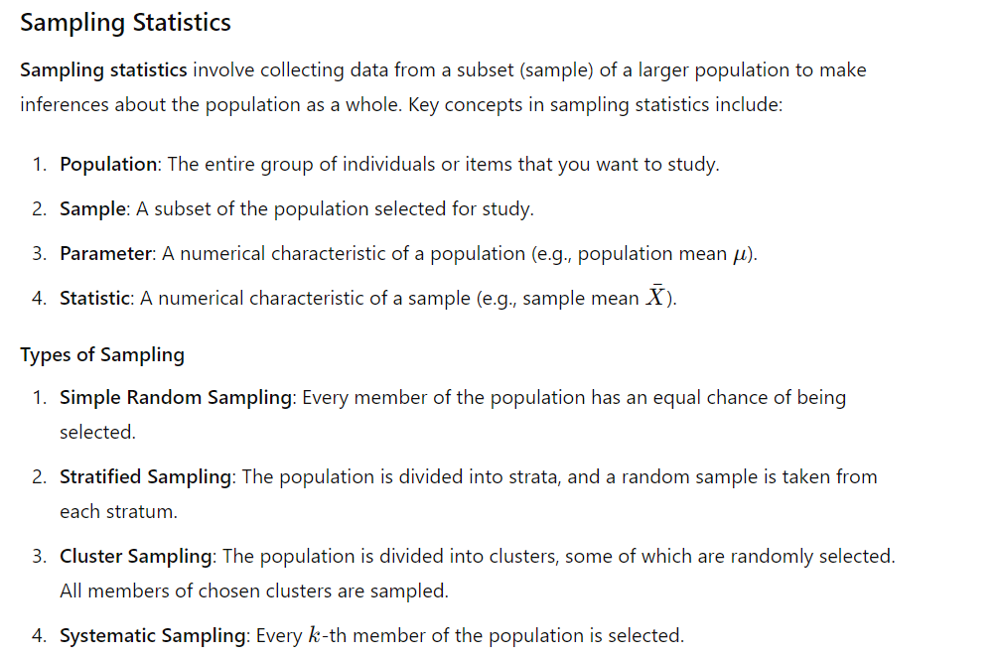 Sampling Statistics
Sampling statistics involve collecting data from a subset (sample) of a larger population to make
inferences about the population as a whole. Key concepts in sampling statistics include:
1. Population: The entire group of individuals or items that you want to study.
2. Sample: A subset of the population selected for study.
3. Parameter: A numerical characteristic of a population (e.g., population mean μ).
4. Statistic: A numerical characteristic of a sample (e.g., sample mean X̄).
Types of Sampling
1. Simple Random Sampling: Every member of the population has an equal chance of being
selected.
2. Stratified Sampling: The population is divided into strata, and a random sample is taken from
each stratum.
3. Cluster Sampling: The population is divided into clusters, some of which are randomly selected.
All members of chosen clusters are sampled.
4. Systematic Sampling: Every k-th member of the population is selected.